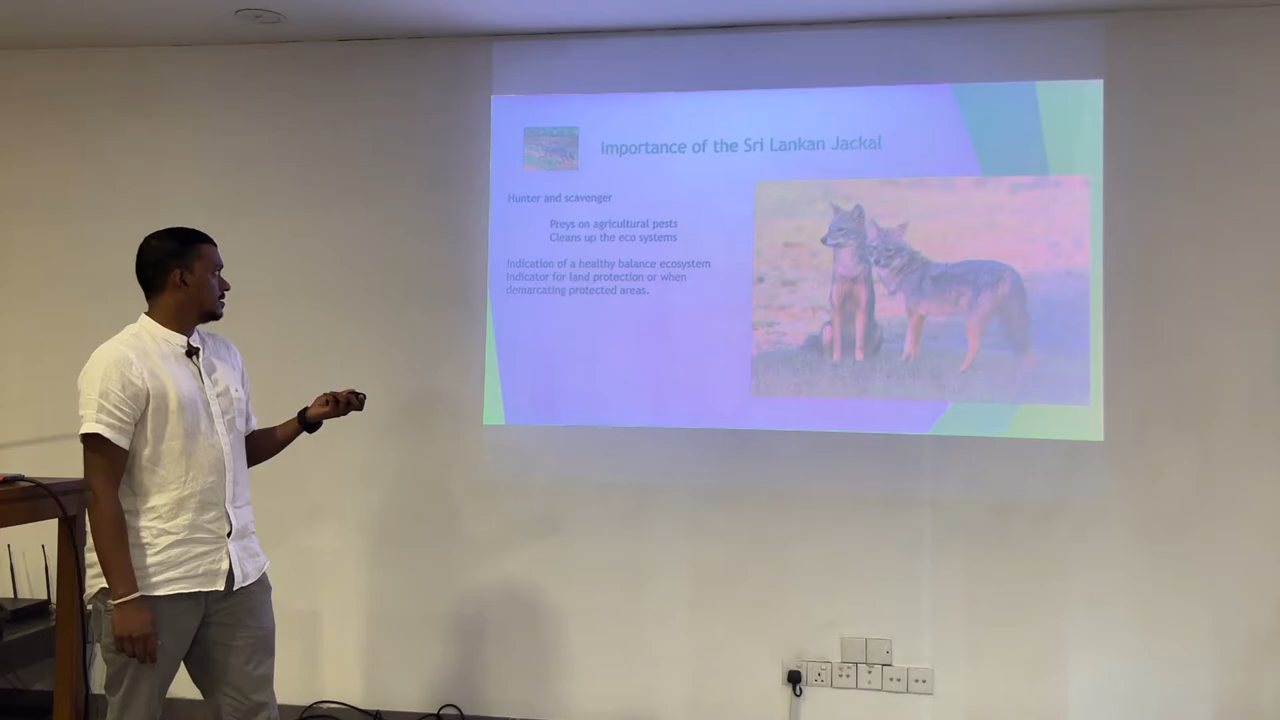 Importance of the Sri Lankan Jackal
Hunter and scavenger
Preys on agricultural pests
Cleans up the eco systems
Indication of a healthy balance ecosystem
Indicator for land protection or when
demarcating protected areas.